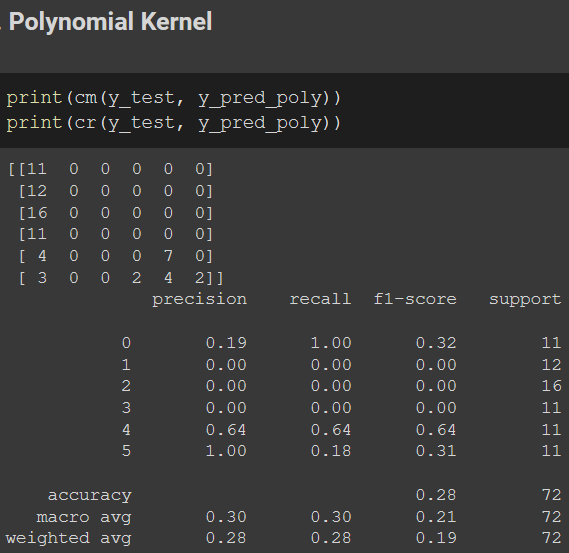 . Polynomial Kernel
print(cm(y_test, y_pred_poly))
print(cr(y_test, y_pred_poly))
[[11 0 0 0 0 0]
[12 0 0 0 0 0]
[16 0 0 0 0 0]
[11 0 0 0 0 0]
[ 4 0 0 0 7 0]
[ 3 0 0 2 4 2]]
precision recall f1-score support
0 0.19 1.00 0.32 11
1 0.00 0.00 0.00 12
2 0.00 0.00 0.00 16
3 0.00 0.00 0.00 11
4 0.64 0.64 0.64 11
5 1.00 0.18 0.31 11
accuracy 0.28 72
macro avg 0.30 0.30 0.21 72
weighted avg 0.28 0.28 0.19 72